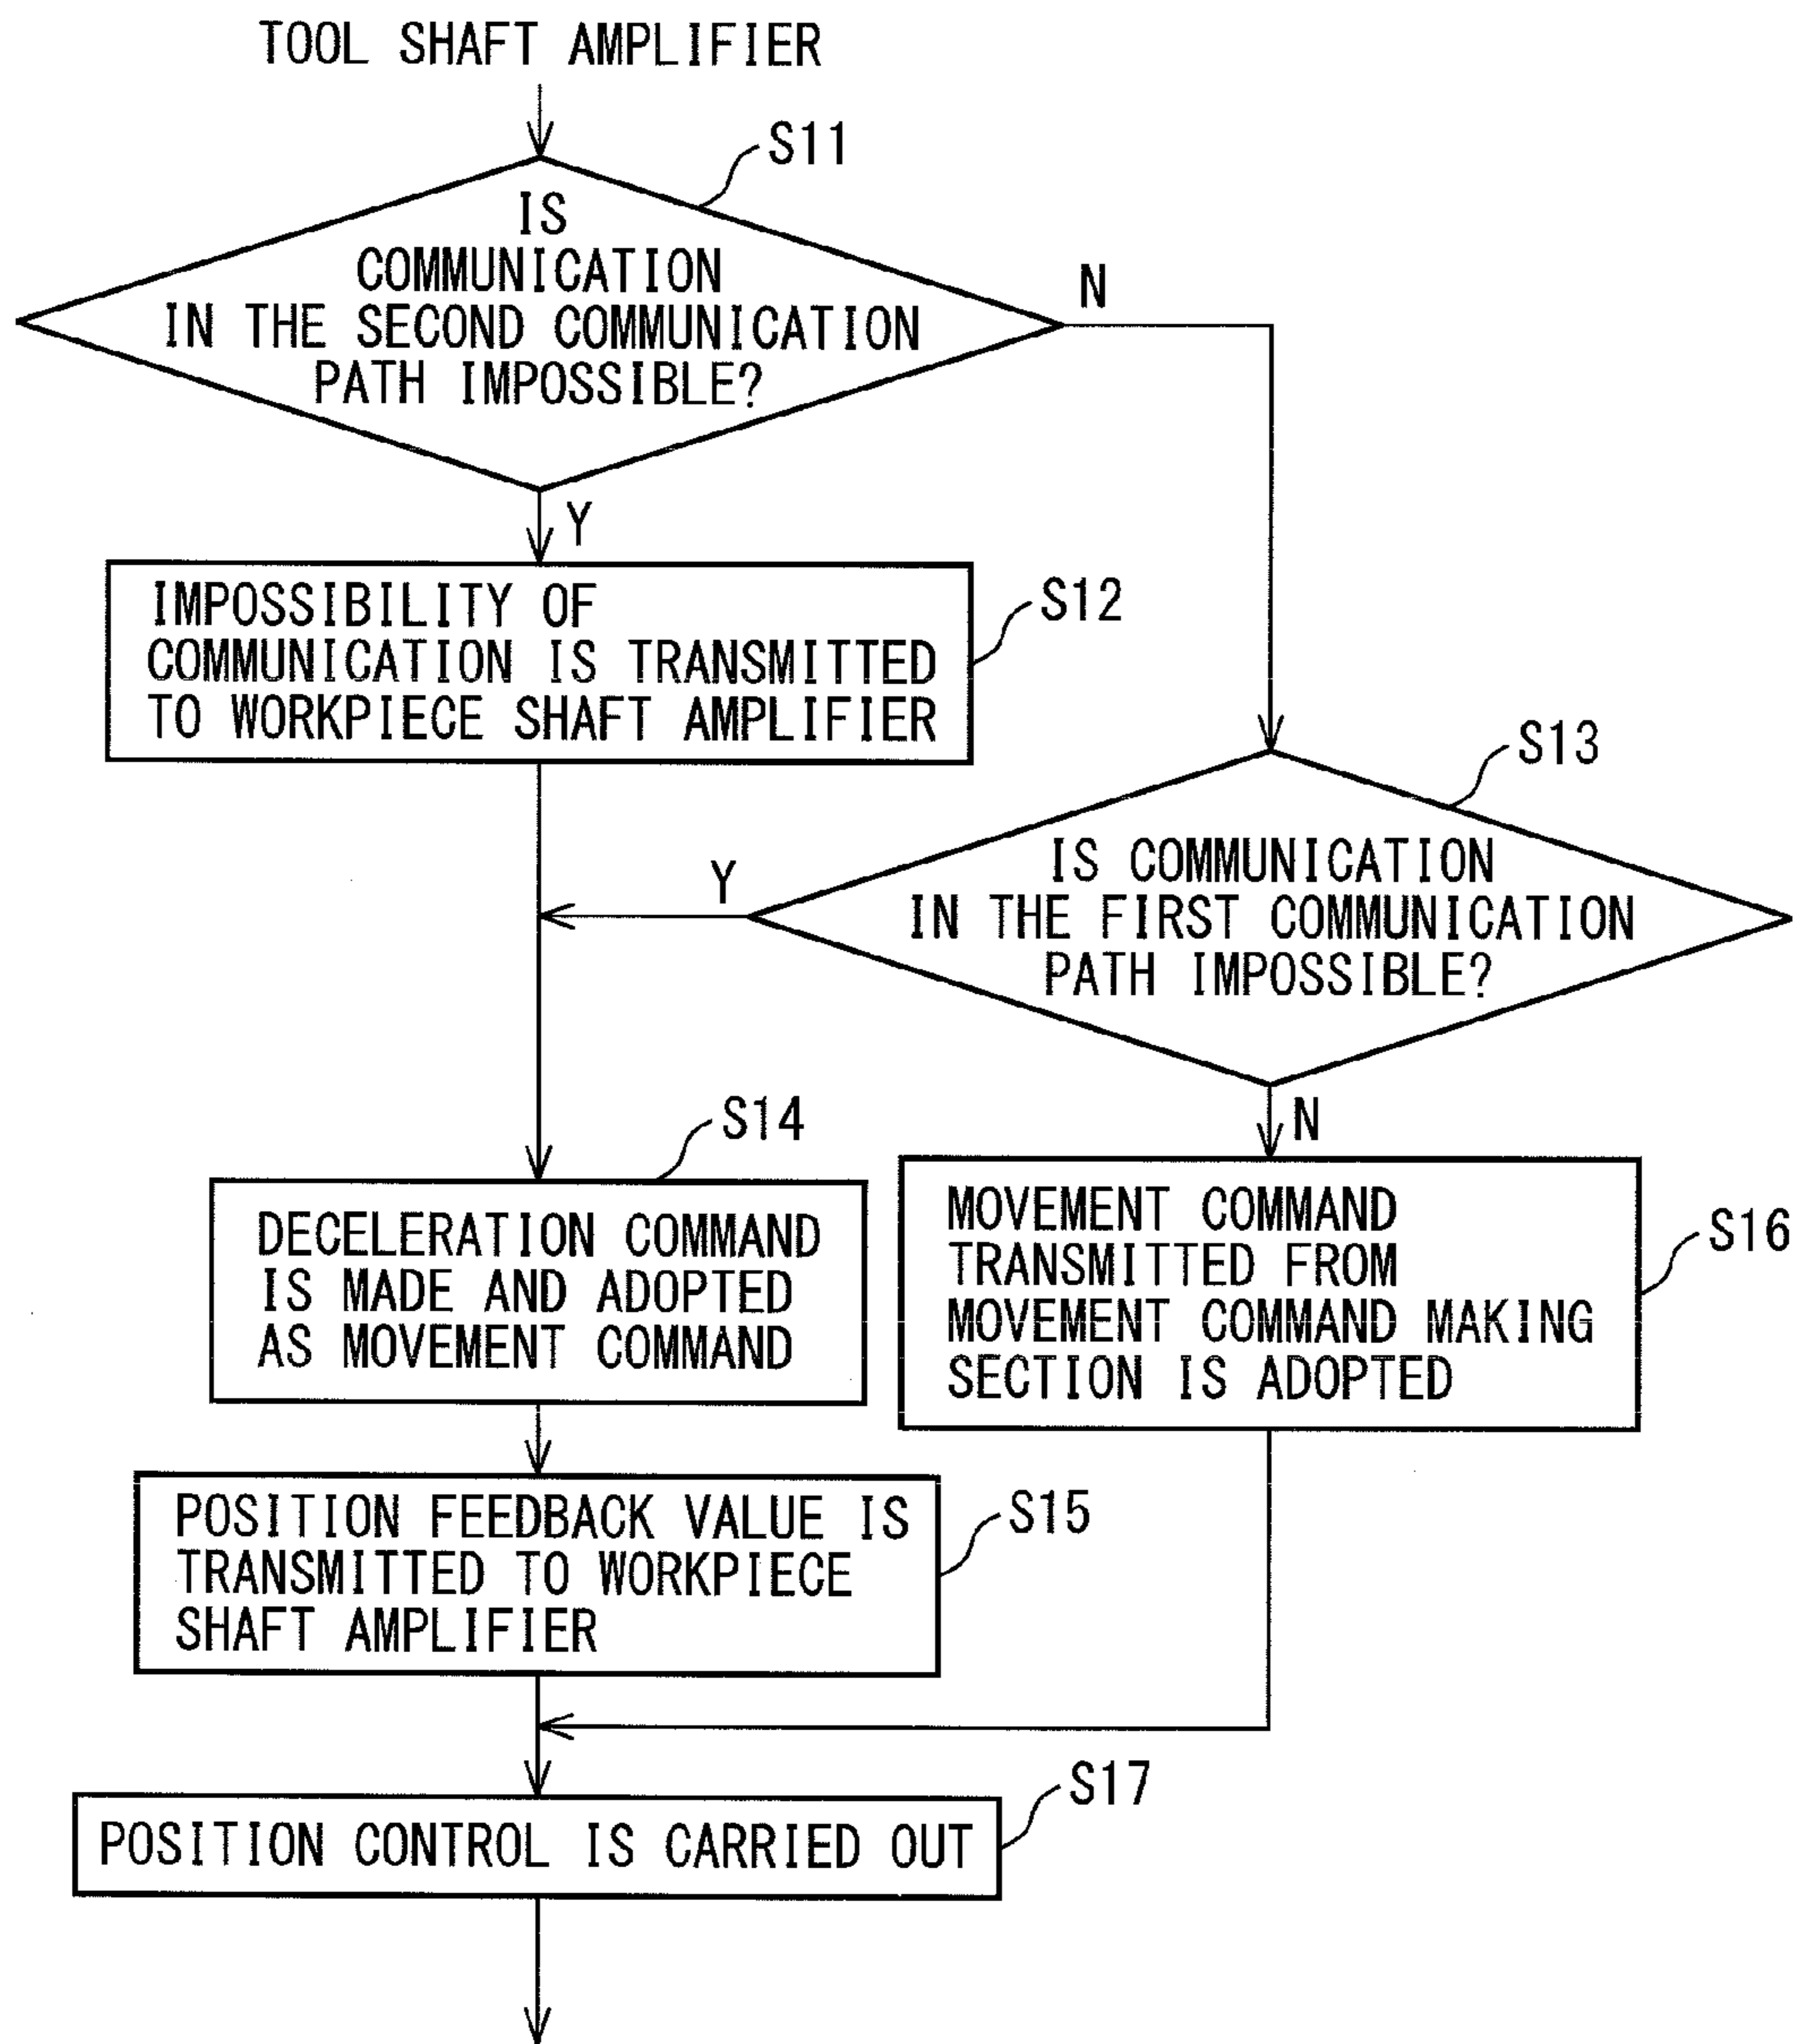 TOOL SHAFT AMPLIFIER
S11
IS
COMMUNICATION
IN THE SECOND COMMUNICATION
PATH IMPOSSIBLE?
N
Y
IMPOSSIBILITY OF
COMMUNICATION IS TRANSMITTED
TO WORKPIECE SHAFT AMPLIFIER
S12
S13
IS COMMUNICATION
IN THE FIRST COMMUNICATION
PATH IMPOSSIBLE?
Y
N
S14
DECELERATION COMMAND
IS MADE AND ADOPTED
AS MOVEMENT COMMAND
MOVEMENT COMMAND
TRANSMITTED FROM
MOVEMENT COMMAND MAKING
SECTION IS ADOPTED
S16
POSITION FEEDBACK VALUE IS
TRANSMITTED TO WORKPIECE
SHAFT AMPLIFIER
S15
S17
POSITION CONTROL IS CARRIED OUT